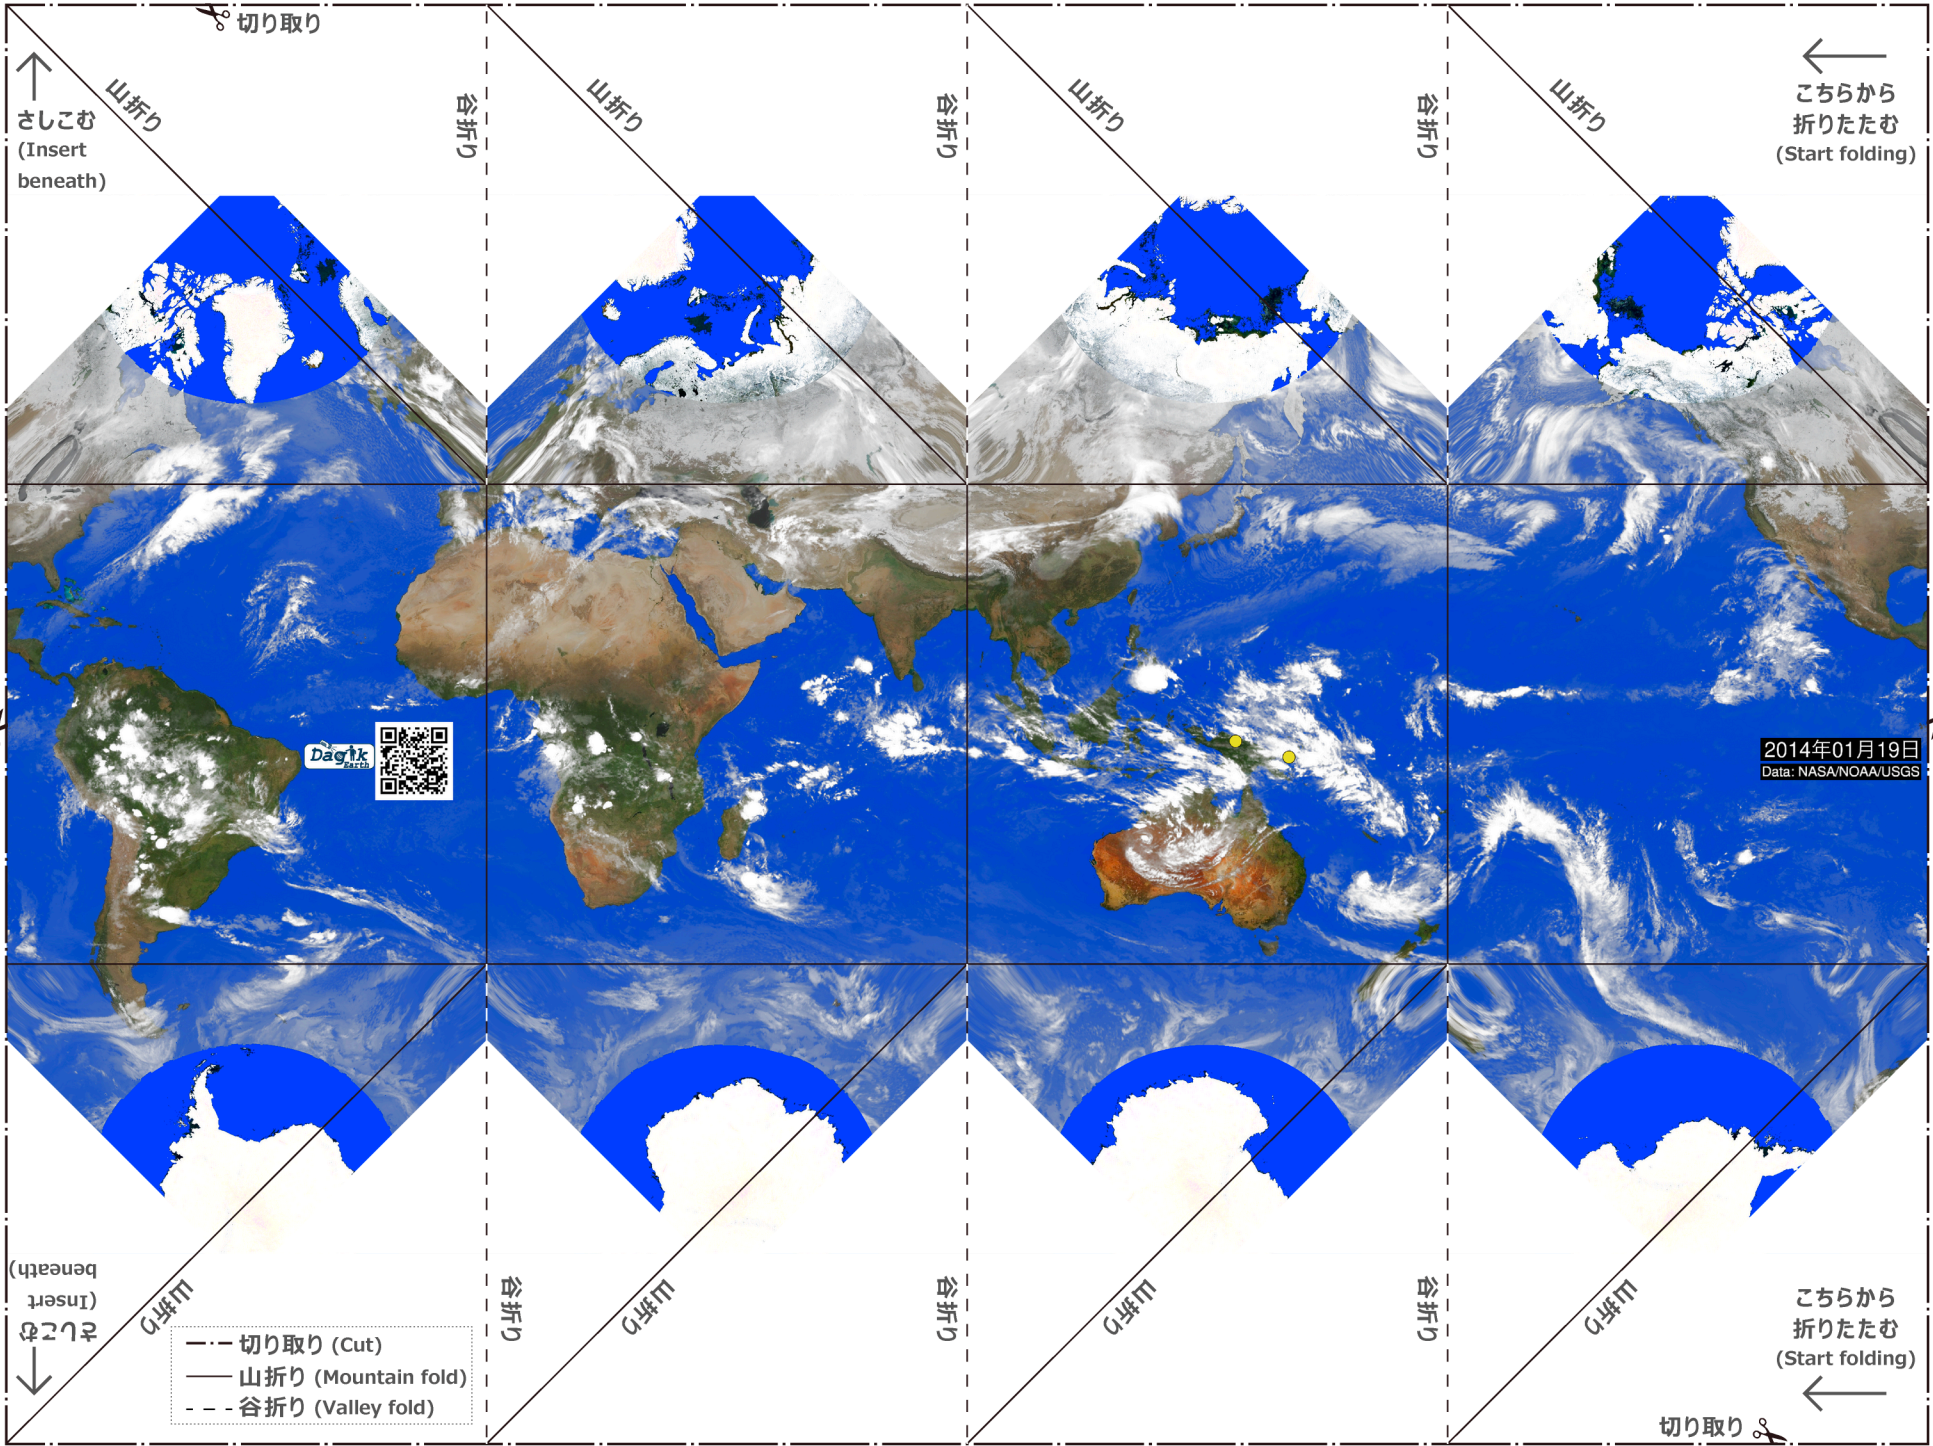 切り取り
さしこむ
(Insert
beneath)
山折り
谷折り
山折り
谷折り
山折り
谷折り
山折り
こちらから
折りたたむ
(Start folding)
Dagik
Earth
2014年01月19日
Data: NASA/NOAA/USGS
さしこむ
(Insert
beneath)
山折り
谷折り
山折り
谷折り
山折り
谷折り
山折り
こちらから
折りたたむ
(Start folding)
切り取り (Cut)
山折り (Mountain fold)
谷折り (Valley fold)
切り取り